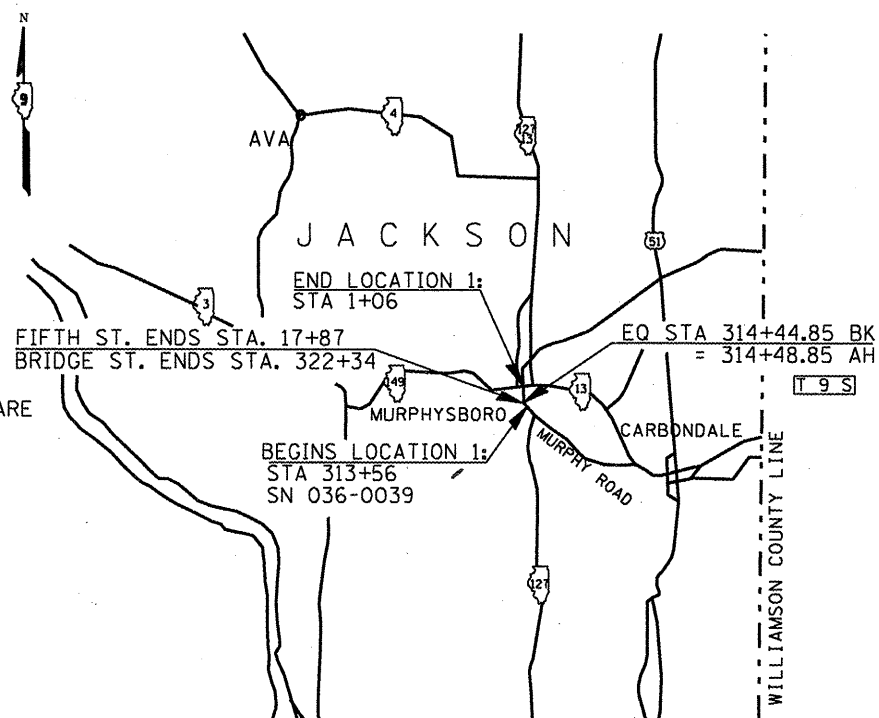 N
9
4
127
13
AVA
JACKSON
51
END LOCATION 1:
STA 1+06
3
FIFTH ST. ENDS STA. 17+87
BRIDGE ST. ENDS STA. 322+34
EQ STA 314+44.85 BK
= 314+48.85 AH
T 9 S
149
13
ARE
MURPHYSBORO
CARBONDALE
MURPHY ROAD
BEGINS LOCATION 1:
STA 313+56
SN 036-0039
127
WILLIAMSON COUNTY LINE